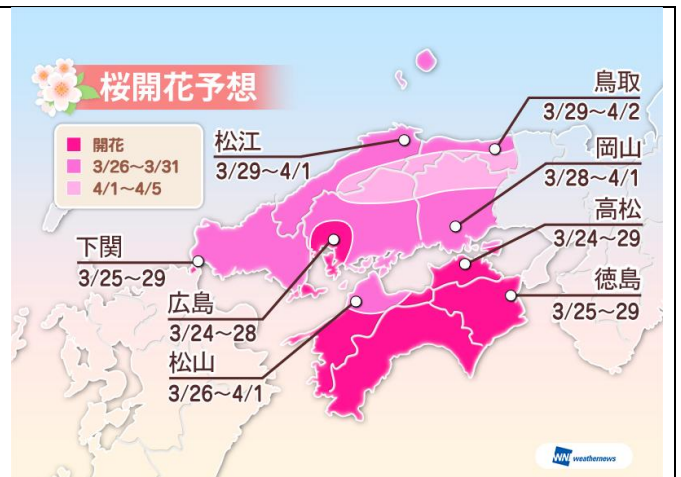 桜開花予想
開花
3/26～3/31
4/1～4/5
松江
3/29～4/1
鳥取
3/29～4/2
岡山
3/28～4/1
高松
3/24～29
徳島
3/25～29
下関
3/25～29
広島
3/24～28
松山
3/26～4/1
WNI weathernews